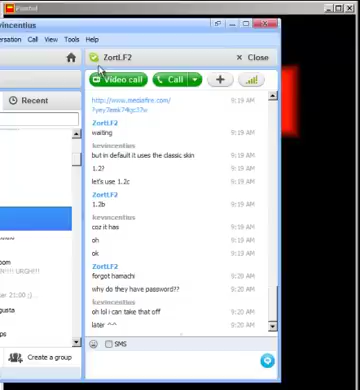 Pivotal
vincentius
ersation Call View Tools Help
ZortLF2 × Close
Video call Call
Recent
http://www.mediafire.com/ 9:19 AM
ZortLF2
waiting 9:19 AM
kevincentius
but in default it uses the classic skin 9:19 AM
1.2? 9:19 AM
let's use 1.2c 9:19 AM
ZortLF2
1.2b 9:19 AM
kevincentius
coz it has 9:19 AM
oh 9:19 AM
ok 9:19 AM
ZortLF2
forgot hamachi 9:20 AM
why do they have password?? 9:20 AM
kevincentius
oh lol i can take that off 9:20 AM
later ^^ 9:20 AM
SMS
Create a group